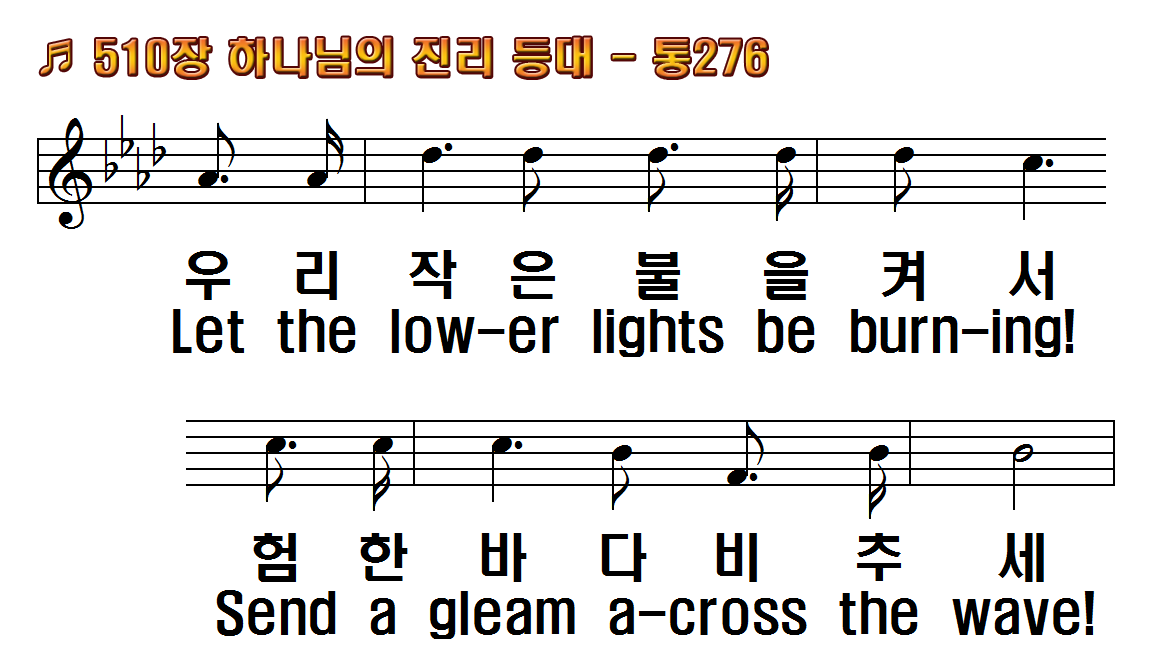 ♬ 510장 하나님의 진리 등대 - 통276
우 리 작 은 불 을 켜 서
Let the low-er lights be burn-ing!
험 한 바 다 비 추 세
Send a gleam a-cross the wave!